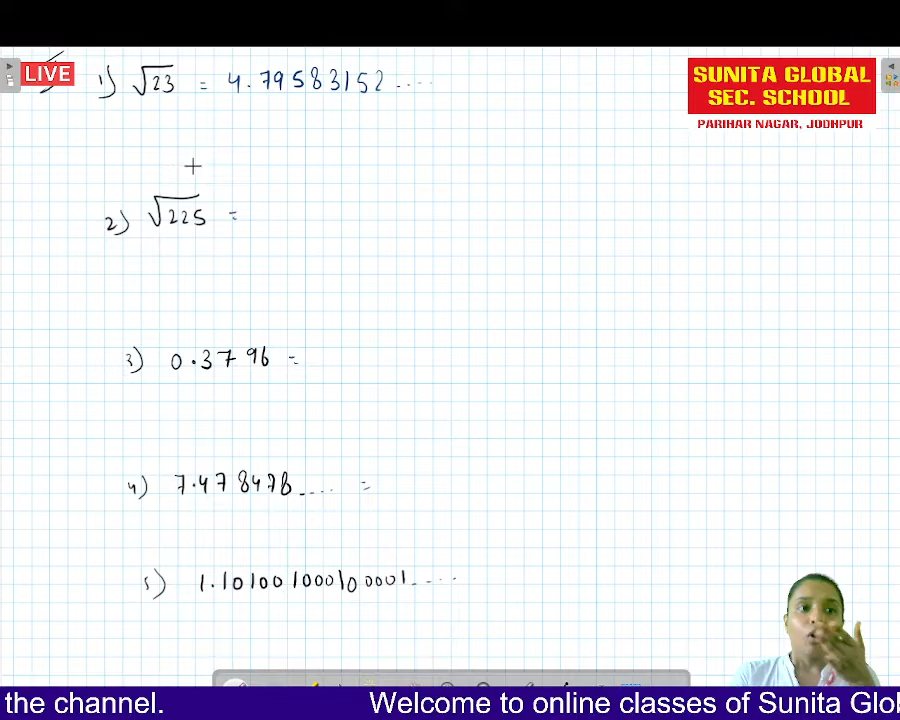 LIVE
1) √23 = 4.79583152....
SUNITA GLOBAL
SEC. SCHOOL
PARIHAR NAGAR, JODHPUR
2) √225 =
3) 0.3796 =
4) 7.478478.... =
5) 1.101001000100001....
the channel. Welcome to online classes of Sunita Glo